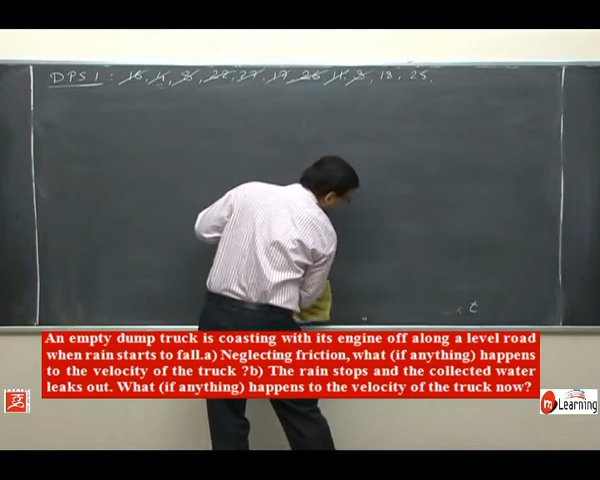 DPS 1 : 16, 4, 8, 22, 27, 17, 26, 11, 3, 18, 25,
t
An empty dump truck is coasting with its engine off along a level road
when rain starts to fall.a) Neglecting friction, what (if anything) happens
to the velocity of the truck ?b) The rain stops and the collected water
leaks out. What (if anything) happens to the velocity of the truck now?
Learning